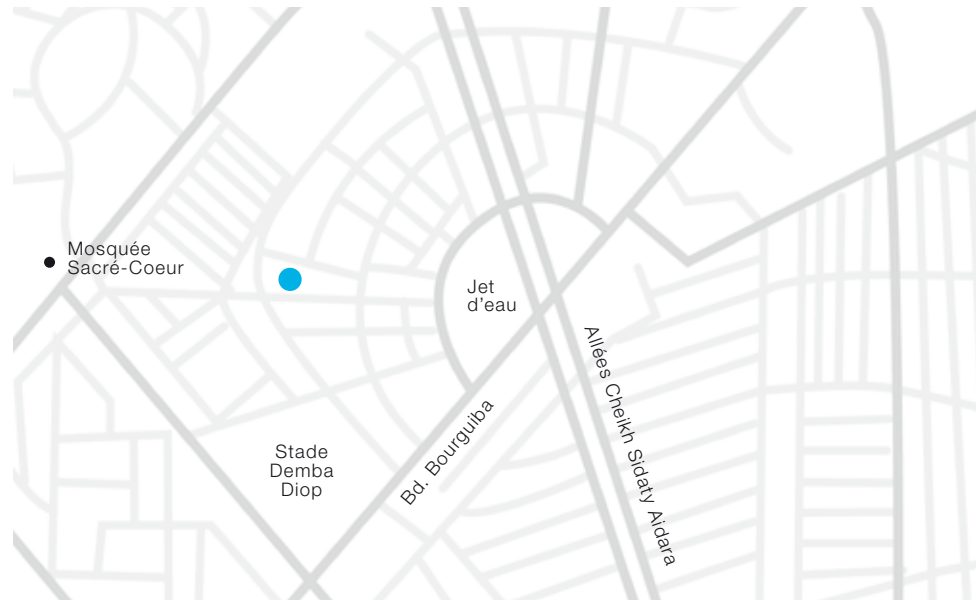 Mosquée
Sacré-Coeur
Jet
d’eau
Allées Cheikh Sidaty Aidara
Bd. Bourguiba
Stade
Demba
Diop